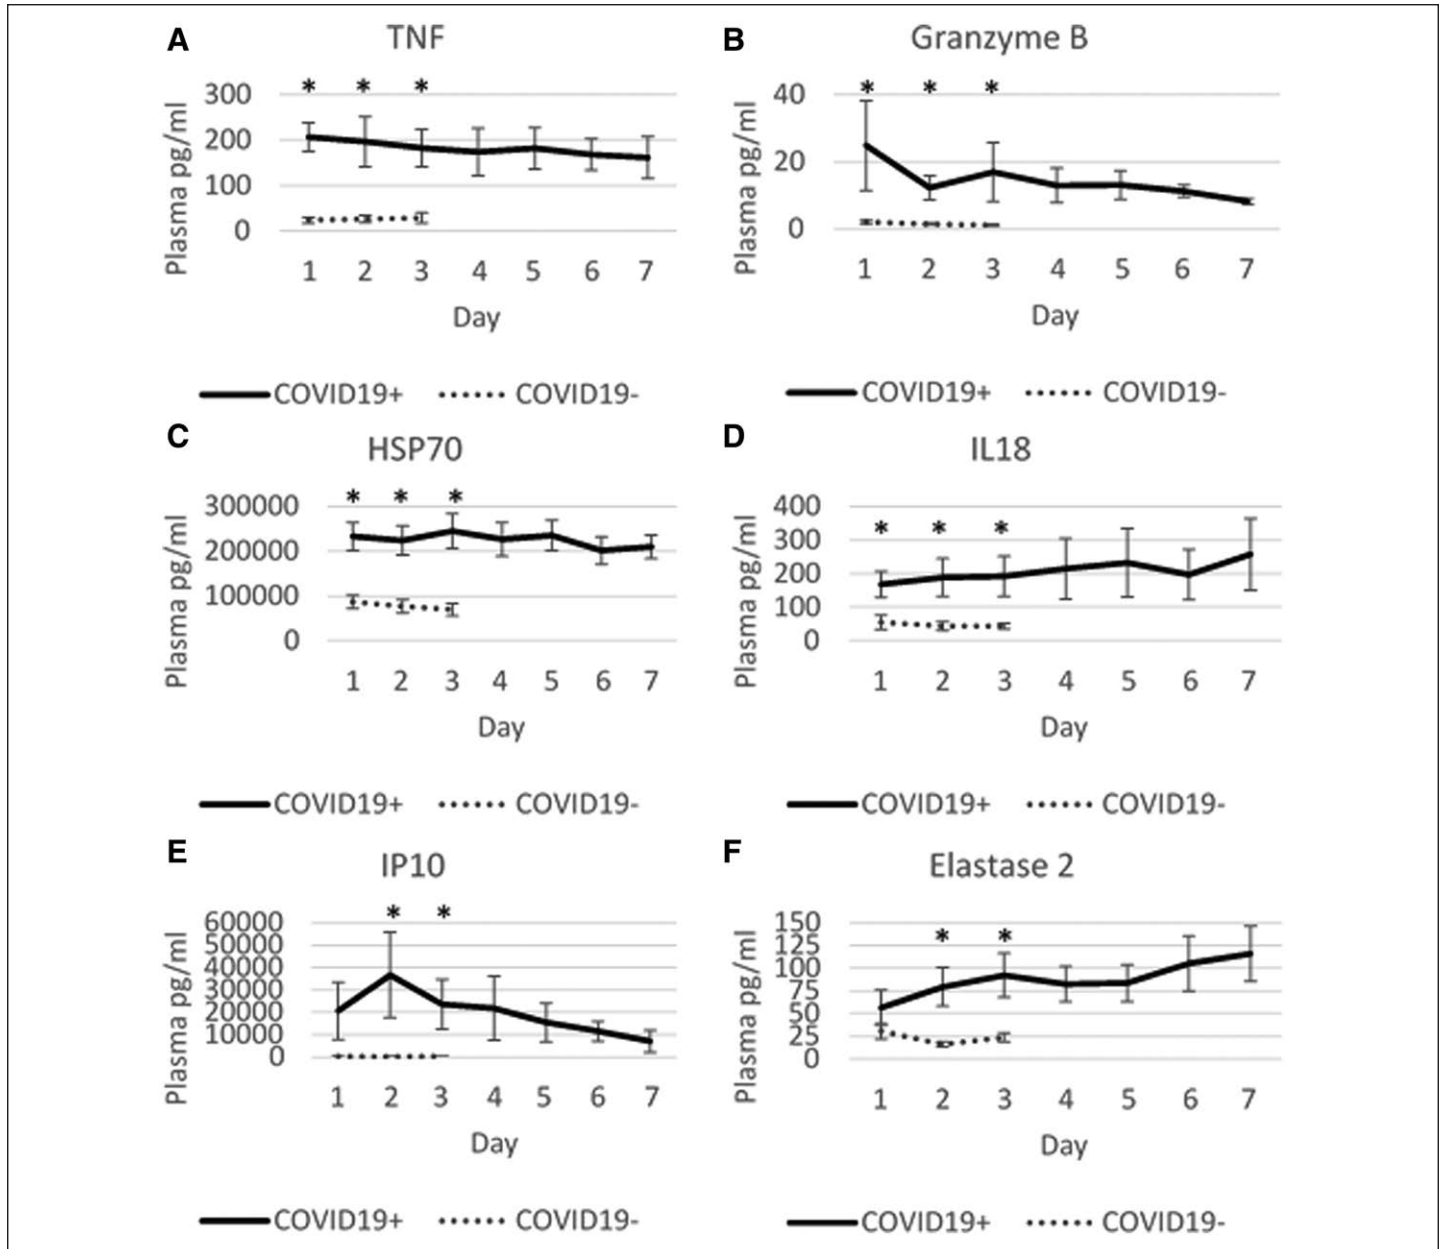 A TNF
* * *
300
200
100
0
Plasma pg/ml
1 2 3 4 5 6 7
Day
COVID19+ COVID19-
B Granzyme B
* * *
40
20
0
Plasma pg/ml
1 2 3 4 5 6 7
Day
COVID19+ COVID19-
C HSP70
* * *
300000
200000
100000
0
Plasma pg/ml
1 2 3 4 5 6 7
Day
COVID19+ COVID19-
D IL18
* * *
400
300
200
100
0
Plasma pg/ml
1 2 3 4 5 6 7
Day
COVID19+ COVID19-
E IP10
* *
60000
50000
40000
30000
20000
10000
0
Plasma pg/ml
1 2 3 4 5 6 7
Day
COVID19+ COVID19-
F Elastase 2
* *
150
125
100
75
50
25
0
Plasma pg/ml
1 2 3 4 5 6 7
Day
COVID19+ COVID19-